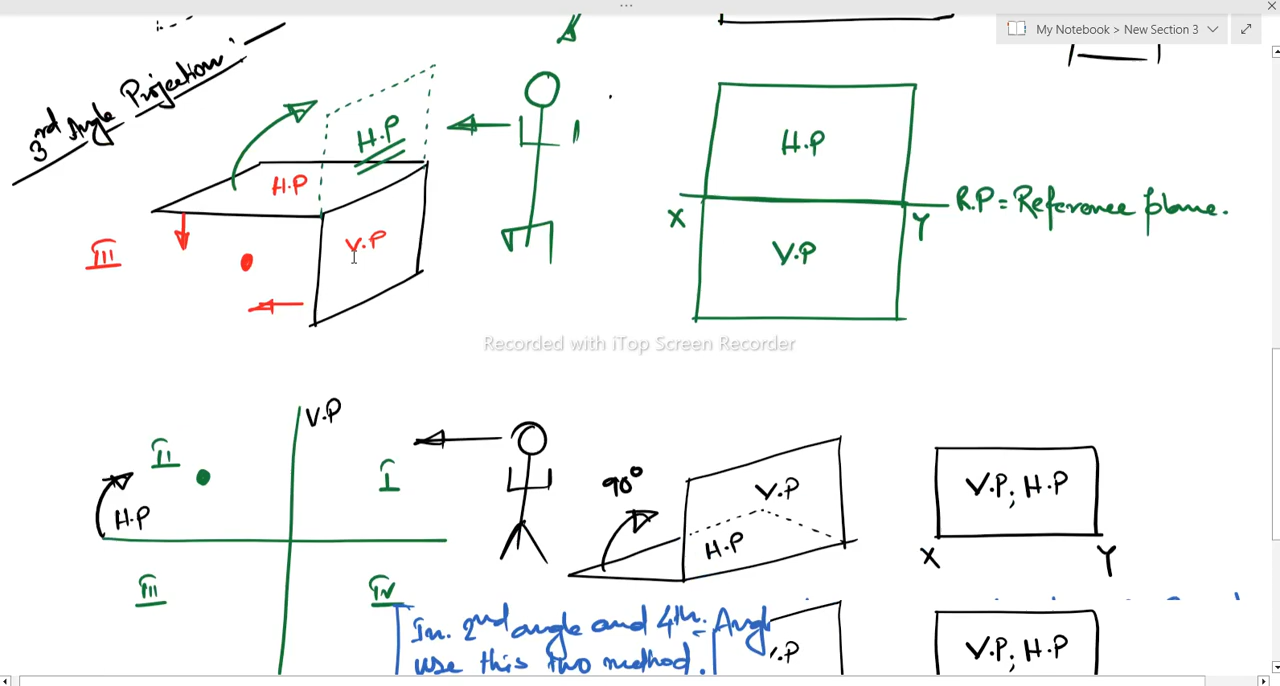 My Notebook > New Section 3
3rd Angle Projection:
H.P
H.P
V.P
III
H.P
X
Y
R.P = Reference plane.
V.P
Recorded with iTop Screen Recorder
V.P
II
I
H.P
III
IV
90°
V.P
H.P
V.P; H.P
X
Y
In. 2nd angle and 4th. Angle
use this two method.
.P
V.P; H.P